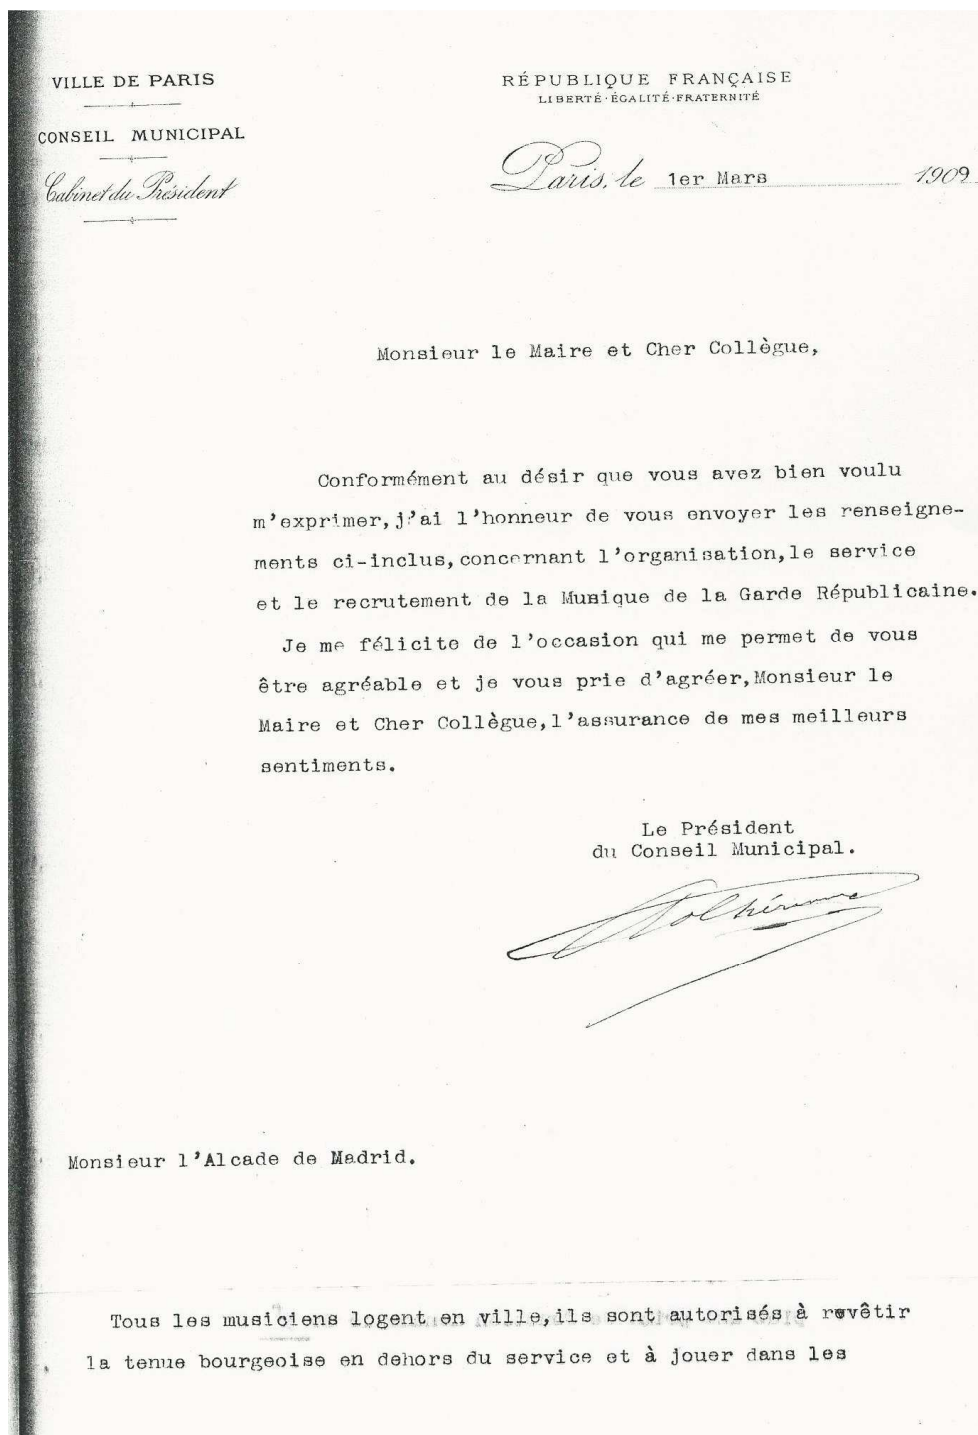 VILLE DE PARIS
CONSEIL MUNICIPAL
Cabinet du Président
RÉPUBLIQUE FRANÇAISE
LIBERTÉ·ÉGALITÉ·FRATERNITÉ
Paris, le 1er Mars 1909
Monsieur le Maire et Cher Collègue,
Conformément au désir que vous avez bien voulu
m'exprimer, j'ai l'honneur de vous envoyer les renseigne-
ments ci-inclus, concernant l'organisation, le service
et le recrutement de la Musique de la Garde Républicaine.
Je me félicite de l'occasion qui me permet de vous
être agréable et je vous prie d'agréer, Monsieur le
Maire et Cher Collègue, l'assurance de mes meilleurs
sentiments.
Le Président
du Conseil Municipal.
Monsieur l'Alcade de Madrid.
Tous les musiciens logent en ville, ils sont autorisés à revêtir
la tenue bourgeoise en dehors du service et à jouer dans les